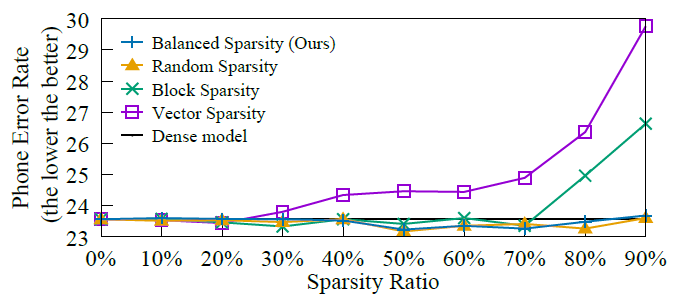 Phone Error Rate
(the lower the better)
30
29
28
27
26
25
24
23
Balanced Sparsity (Ours)
Random Sparsity
Block Sparsity
Vector Sparsity
Dense model
0% 10% 20% 30% 40% 50% 60% 70% 80% 90%
Sparsity Ratio